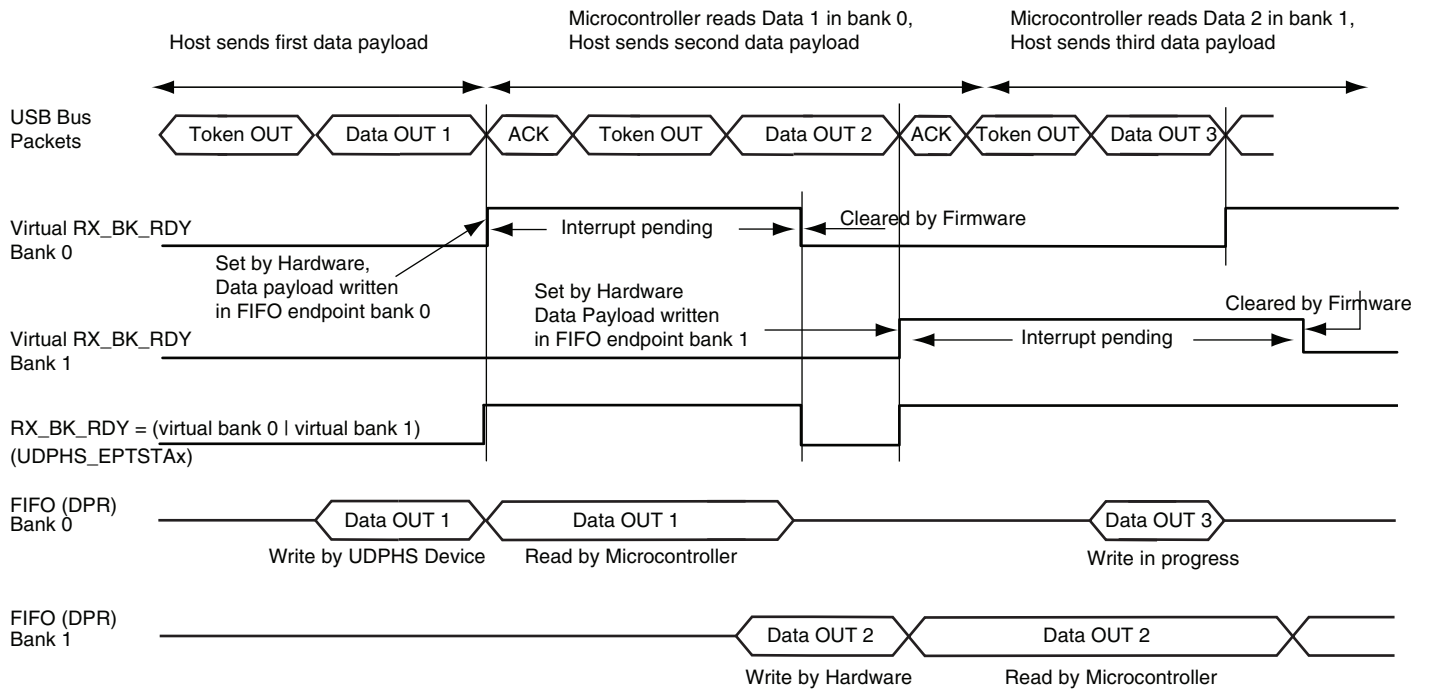 Host sends first data payload
Microcontroller reads Data 1 in bank 0,
Host sends second data payload
Microcontroller reads Data 2 in bank 1,
Host sends third data payload
USB Bus
Packets
Token OUT
Data OUT 1
ACK
Token OUT
Data OUT 2
ACK
Token OUT
Data OUT 3
Virtual RX_BK_RDY
Bank 0
Interrupt pending
Cleared by Firmware
Set by Hardware,
Data payload written
in FIFO endpoint bank 0
Set by Hardware
Data Payload written
in FIFO endpoint bank 1
Cleared by Firmware
Virtual RX_BK_RDY
Bank 1
Interrupt pending
RX_BK_RDY = (virtual bank 0 | virtual bank 1)
(UDPHS_EPTSTAx)
FIFO (DPR)
Bank 0
Data OUT 1
Data OUT 1
Data OUT 3
Write by UDPHS Device
Read by Microcontroller
Write in progress
FIFO (DPR)
Bank 1
Data OUT 2
Data OUT 2
Write by Hardware
Read by Microcontroller